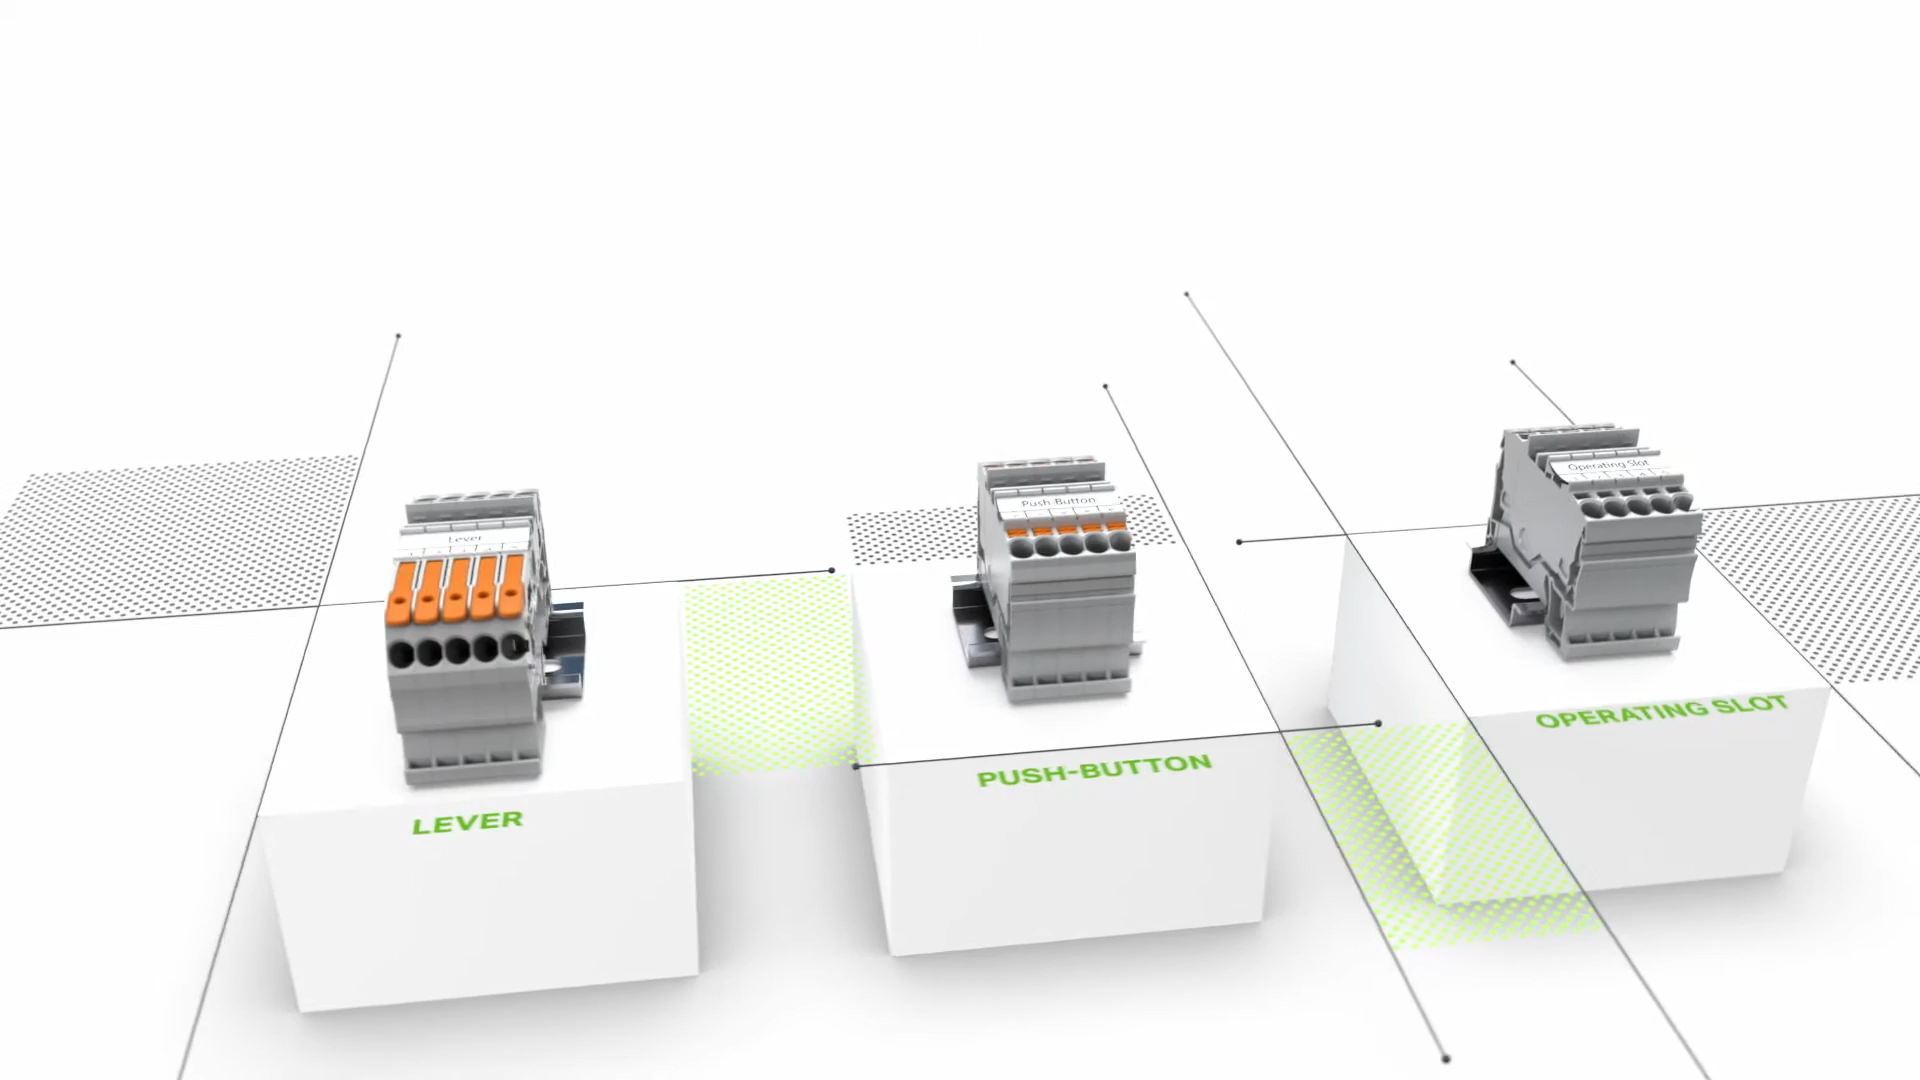 Lever
LEVER
Push Button
PUSH-BUTTON
Operating Slot
OPERATING SLOT